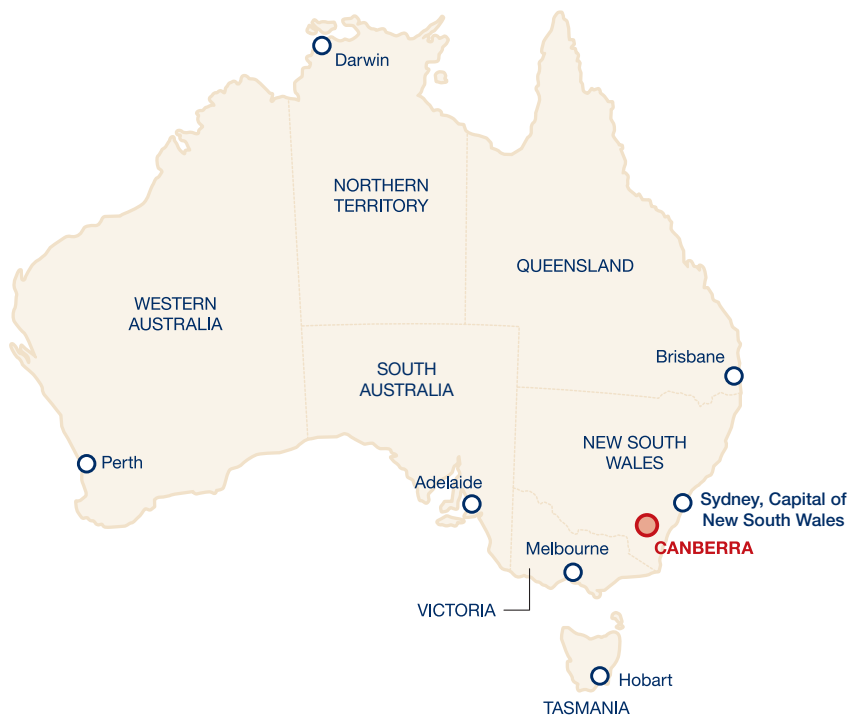 Darwin
NORTHERN
TERRITORY
QUEENSLAND
WESTERN
AUSTRALIA
Brisbane
SOUTH
AUSTRALIA
NEW SOUTH
WALES
Perth
Adelaide
Sydney, Capital of
New South Wales
CANBERRA
Melbourne
VICTORIA
Hobart
TASMANIA